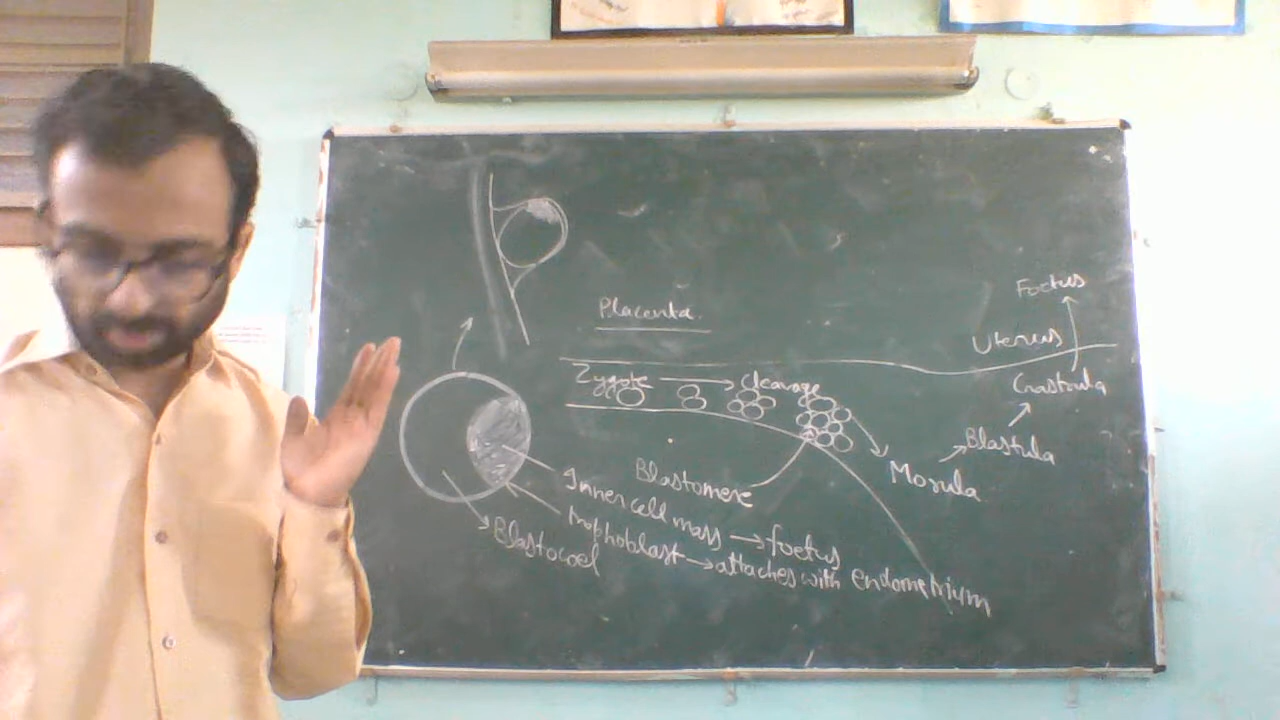 Placenta
Foetus
Uterus
Zygote → Cleavage
Gastrula
Blastula
Morula
Blastomere
Inner cell mass → foetus
trophoblast → attaches with endometrium
Blastocoel